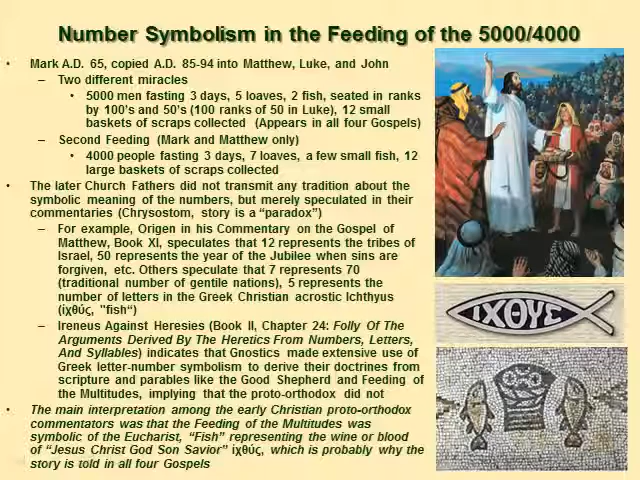 Number Symbolism in the Feeding of the 5000/4000
• Mark A.D. 65, copied A.D. 85-94 into Matthew, Luke, and John
– Two different miracles
• 5000 men fasting 3 days, 5 loaves, 2 fish, seated in ranks
by 100's and 50's (100 ranks of 50 in Luke), 12 small
baskets of scraps collected (Appears in all four Gospels)
– Second Feeding (Mark and Matthew only)
• 4000 people fasting 3 days, 7 loaves, a few small fish, 12
large baskets of scraps collected
• The later Church Fathers did not transmit any tradition about the
symbolic meaning of the numbers, but merely speculated in their
commentaries (Chrysostom, story is a “paradox”)
– For example, Origen in his Commentary on the Gospel of
Matthew, Book XI, speculates that 12 represents the tribes of
Israel, 50 represents the year of the Jubilee when sins are
forgiven, etc. Others speculate that 7 represents 70
(traditional number of gentile nations), 5 represents the
number of letters in the Greek Christian acrostic Ichthus
(ἰχθύς, "fish“)
– Ireneus Against Heresies (Book II, Chapter 24: Folly Of The
Arguments Derived By The Heretics From Numbers, Letters,
And Syllables) indicates that Gnostics made extensive use of
Greek letter-number symbolism to derive their doctrines from
scripture and parables like the Good Shepherd and Feeding of
the Multitudes, implying that the proto-orthodox did not
• The main interpretation among the early Christian proto-orthodox
commentators was that the Feeding of the Multitudes was
symbolic of the Eucharist, “Fish” representing the wine or blood
of “Jesus Christ God Son Savior” ἰχθύς, which is probably why the
story is told in all four Gospels
ΙΧΘΥΣ